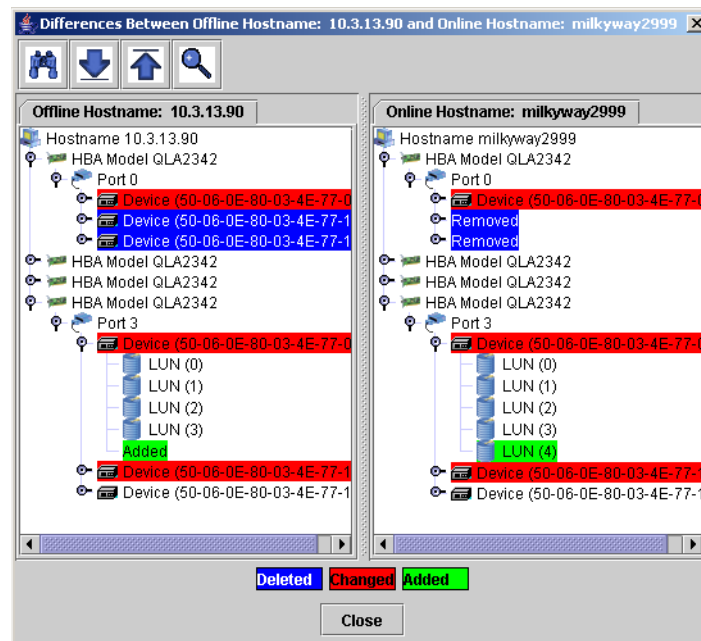 Differences Between Offline Hostname: 10.3.13.90 and Online Hostname: milkyway2999
Offline Hostname: 10.3.13.90
Hostname 10.3.13.90
HBA Model QLA2342
Port 0
Device (50-06-0E-80-03-4E-77-0
Device (50-06-0E-80-03-4E-77-1
Device (50-06-0E-80-03-4E-77-1
HBA Model QLA2342
HBA Model QLA2342
HBA Model QLA2342
Port 3
Device (50-06-0E-80-03-4E-77-0
LUN (0)
LUN (1)
LUN (2)
LUN (3)
Added
Device (50-06-0E-80-03-4E-77-1
Device (50-06-0E-80-03-4E-77-1
Online Hostname: milkyway2999
Hostname milkyway2999
HBA Model QLA2342
Port 0
Device (50-06-0E-80-03-4E-77-0
Removed
Removed
HBA Model QLA2342
HBA Model QLA2342
HBA Model QLA2342
Port 3
Device (50-06-0E-80-03-4E-77-0
LUN (0)
LUN (1)
LUN (2)
LUN (3)
LUN (4)
Device (50-06-0E-80-03-4E-77-1
Device (50-06-0E-80-03-4E-77-1
Deleted Changed Added
Close